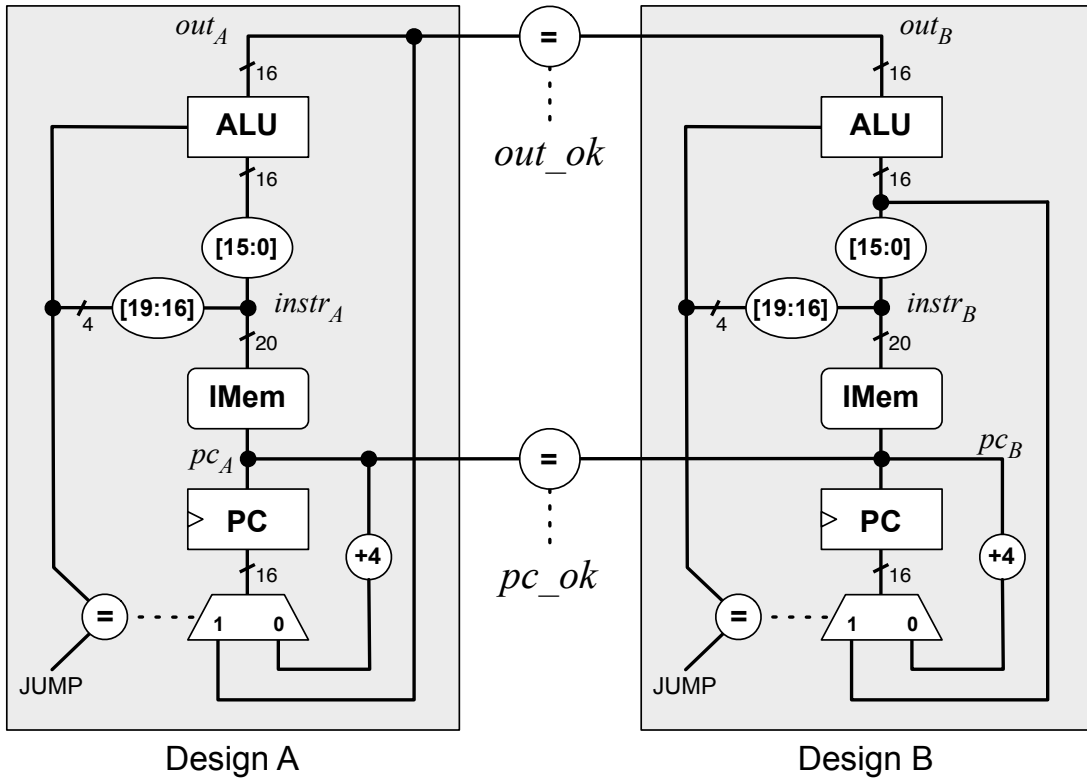 out_A
16
ALU
16
[15:0]
[19:16]
4
instr_A
20
IMem
pc_A
PC
+4
16
=
1 0
JUMP
Design A
=
out_ok
=
pc_ok
out_B
16
ALU
16
[15:0]
[19:16]
4
instr_B
20
IMem
pc_B
PC
+4
16
=
1 0
JUMP
Design B